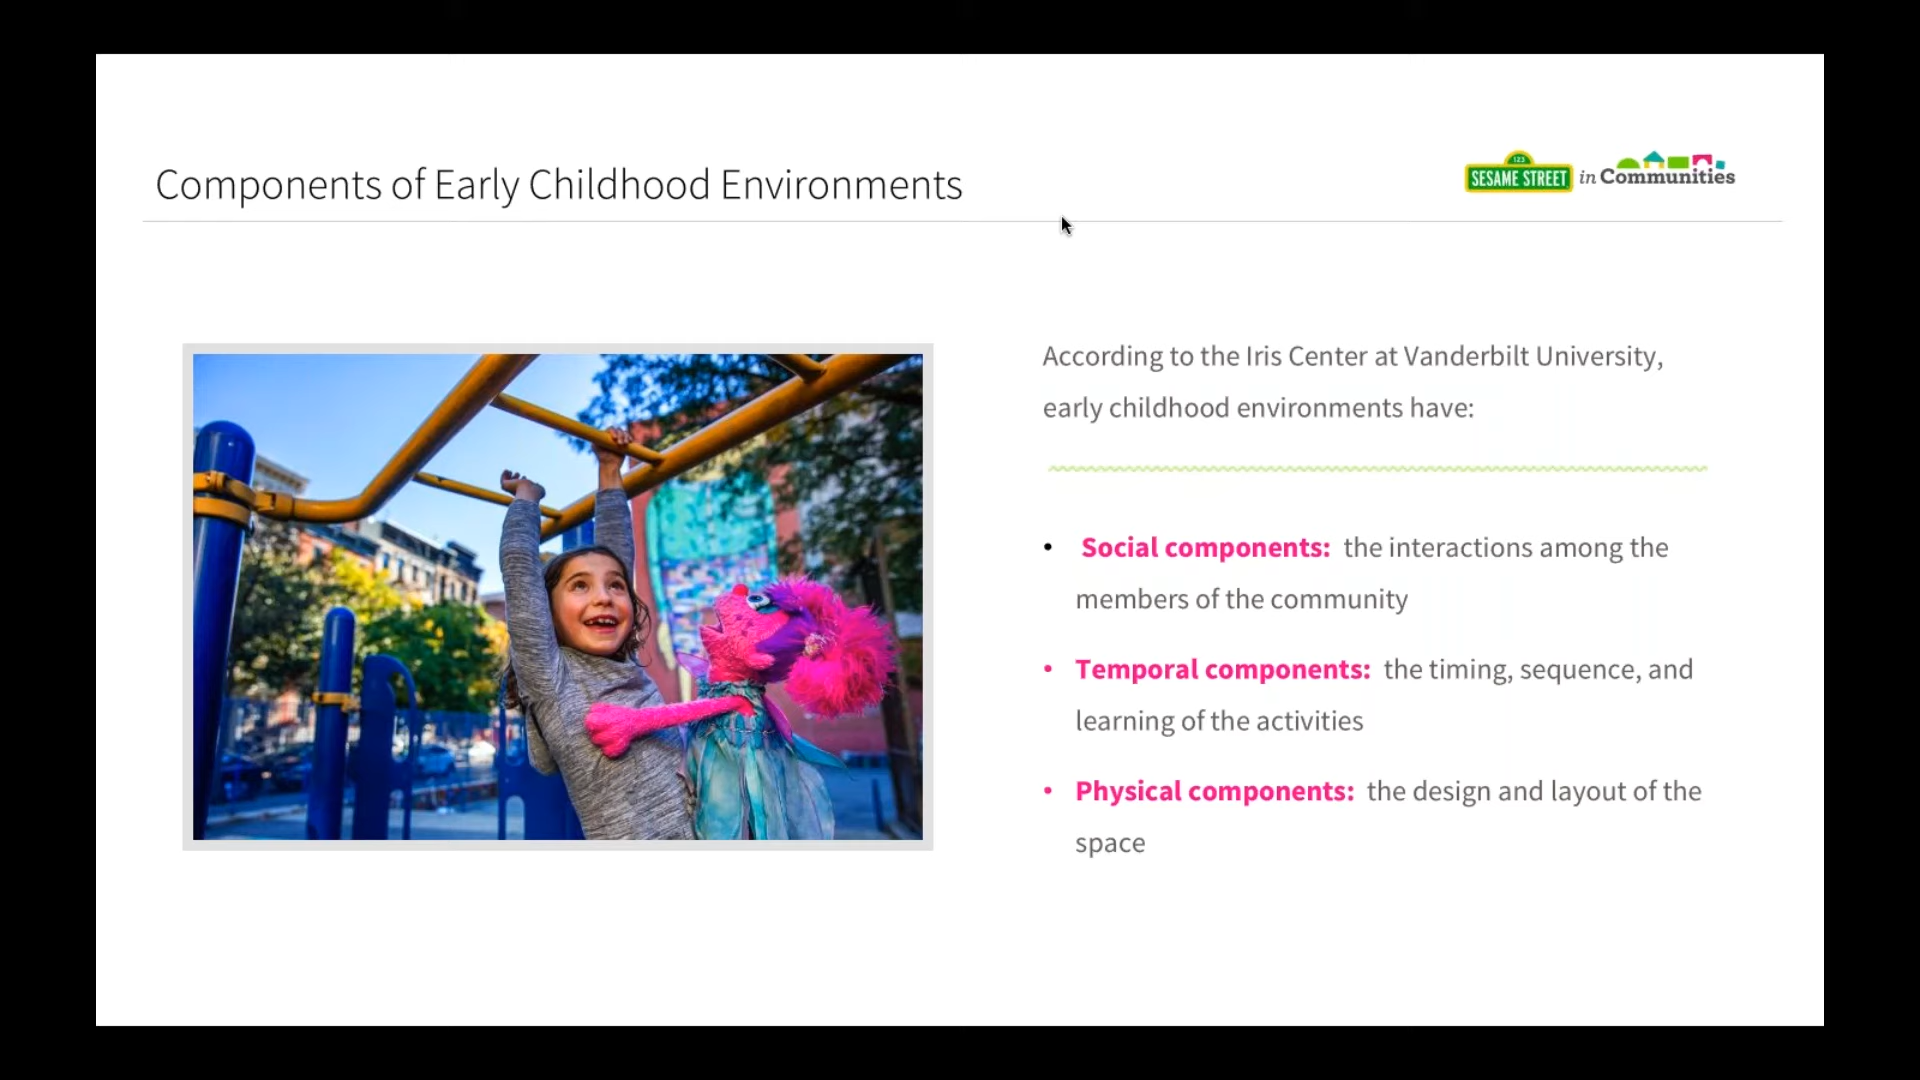 Components of Early Childhood Environments
123
SESAME STREET in Communities
According to the Iris Center at Vanderbilt University,
early childhood environments have:
• Social components: the interactions among the
members of the community
• Temporal components: the timing, sequence, and
learning of the activities
• Physical components: the design and layout of the
space